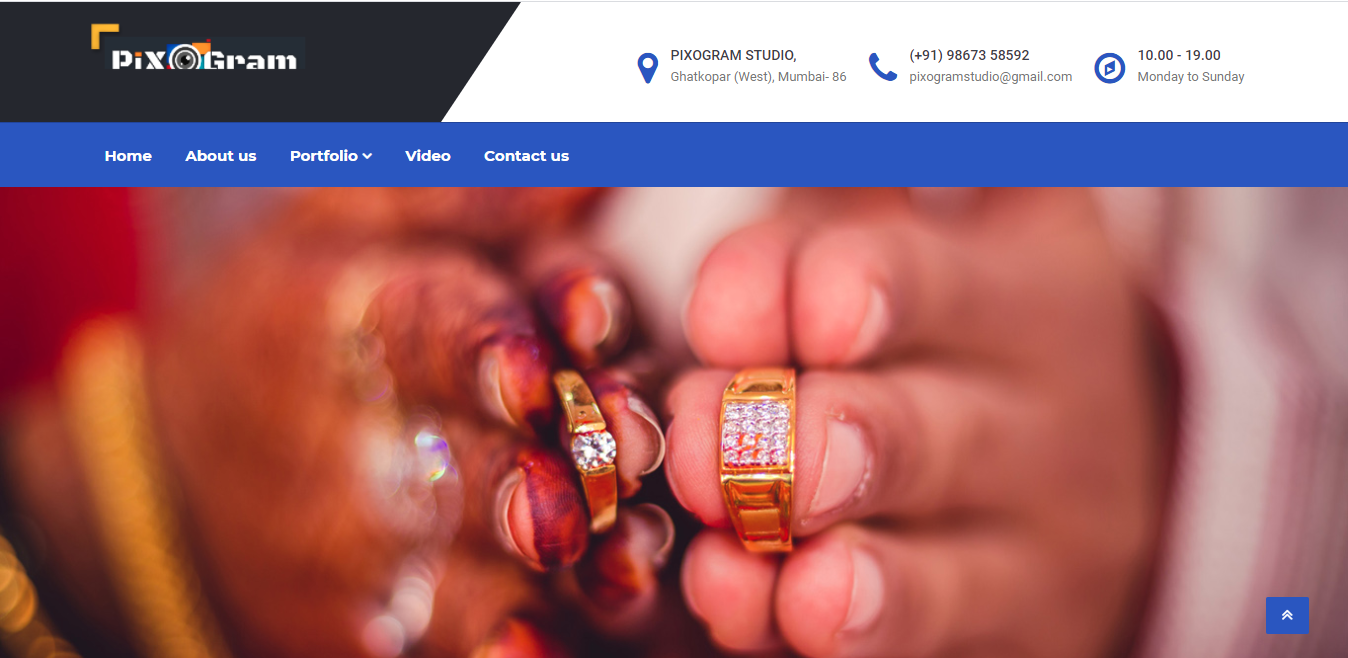 PiXOGram
PIXOGRAM STUDIO,
Ghatkopar (West), Mumbai- 86
(+91) 98673 58592
pixogramstudio@gmail.com
10.00 - 19.00
Monday to Sunday
Home
About us
Portfolio
Video
Contact us